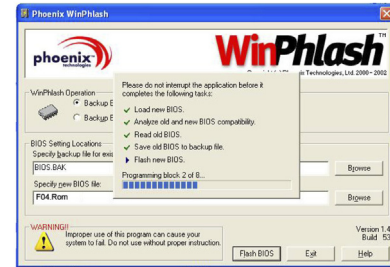 Phoenix WinPhlash
phoenix
technologies
WinPhlash
TM
Technologies, Ltd. 2000-2002
WinPhlash Operation
Backup
Backup
Please do not interrupt the application before it
completes the following tasks:
Load new BIOS.
Analyze old and new BIOS compatibility.
Read old BIOS.
Save old BIOS to backup file.
Flash new BIOS.
Programming block 2 of 8...
BIOS Setting Locations
Specify backup file for
BIOS.BAK
Browse
Specify new BIOS file:
F04.Rom
Browse
WARNING!!
Improper use of this program can cause your
system to fail. Do not use without proper instruction.
Version 1.4
Build 53
Flash BIOS
Exit
Help